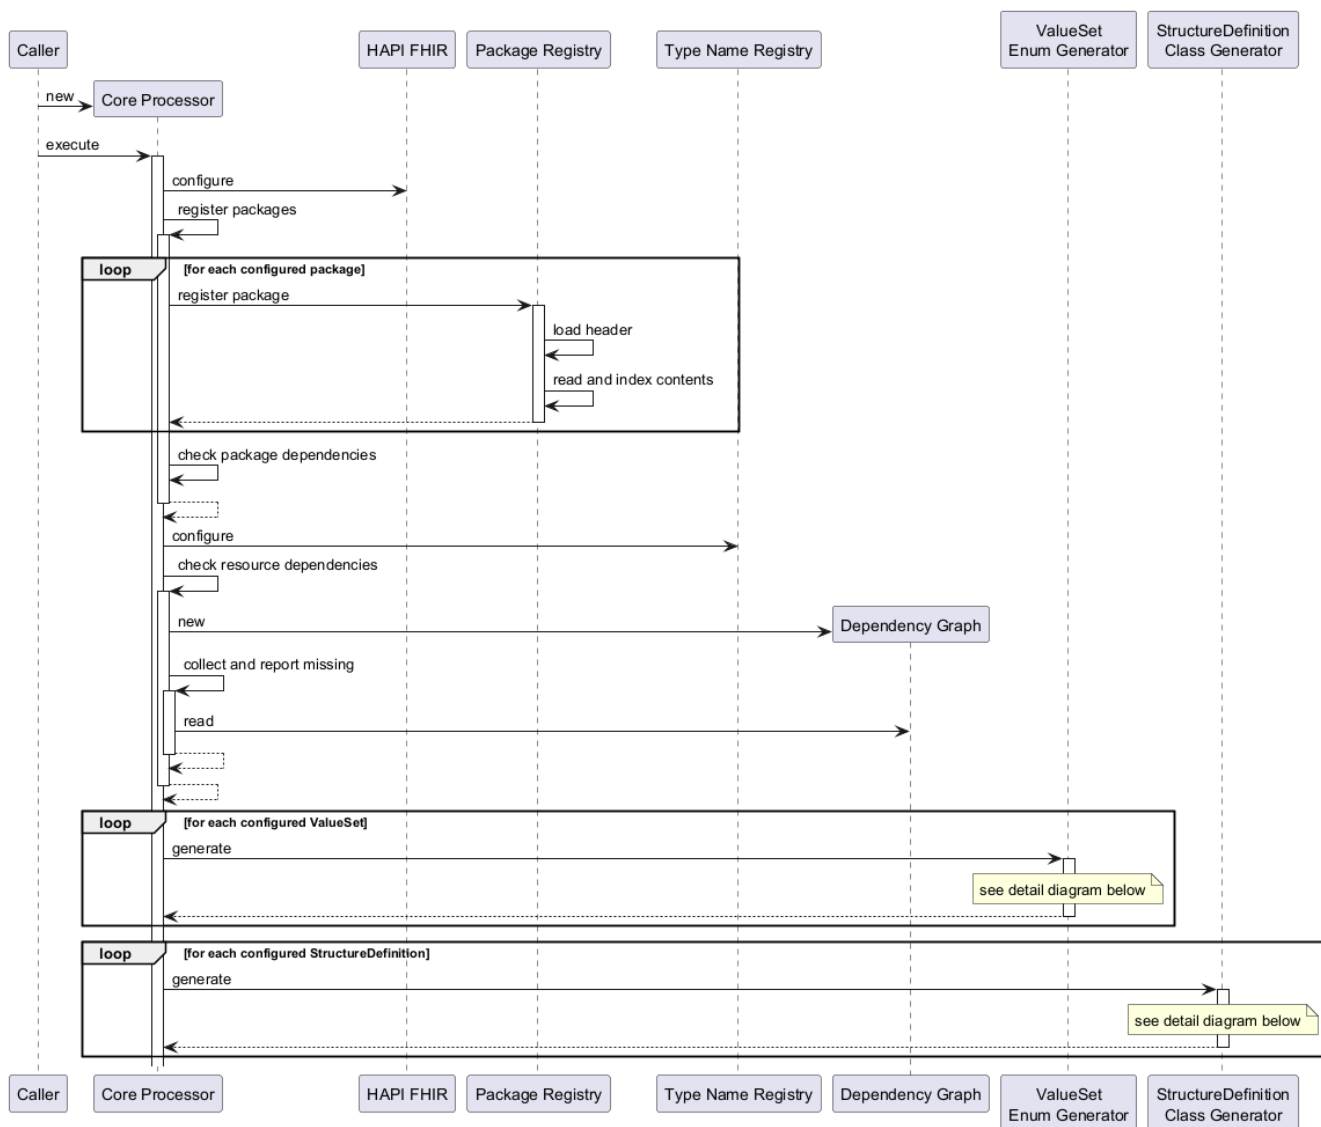 Caller
HAPI FHIR
Package Registry
Type Name Registry
ValueSet
Enum Generator
StructureDefinition
Class Generator
new
Core Processor
execute
configure
register packages
loop
[for each configured package]
register package
load header
read and index contents
check package dependencies
configure
check resource dependencies
new
Dependency Graph
collect and report missing
read
loop
[for each configured ValueSet]
generate
see detail diagram below
loop
[for each configured StructureDefinition]
generate
see detail diagram below
Caller
Core Processor
HAPI FHIR
Package Registry
Type Name Registry
Dependency Graph
ValueSet
Enum Generator
StructureDefinition
Class Generator